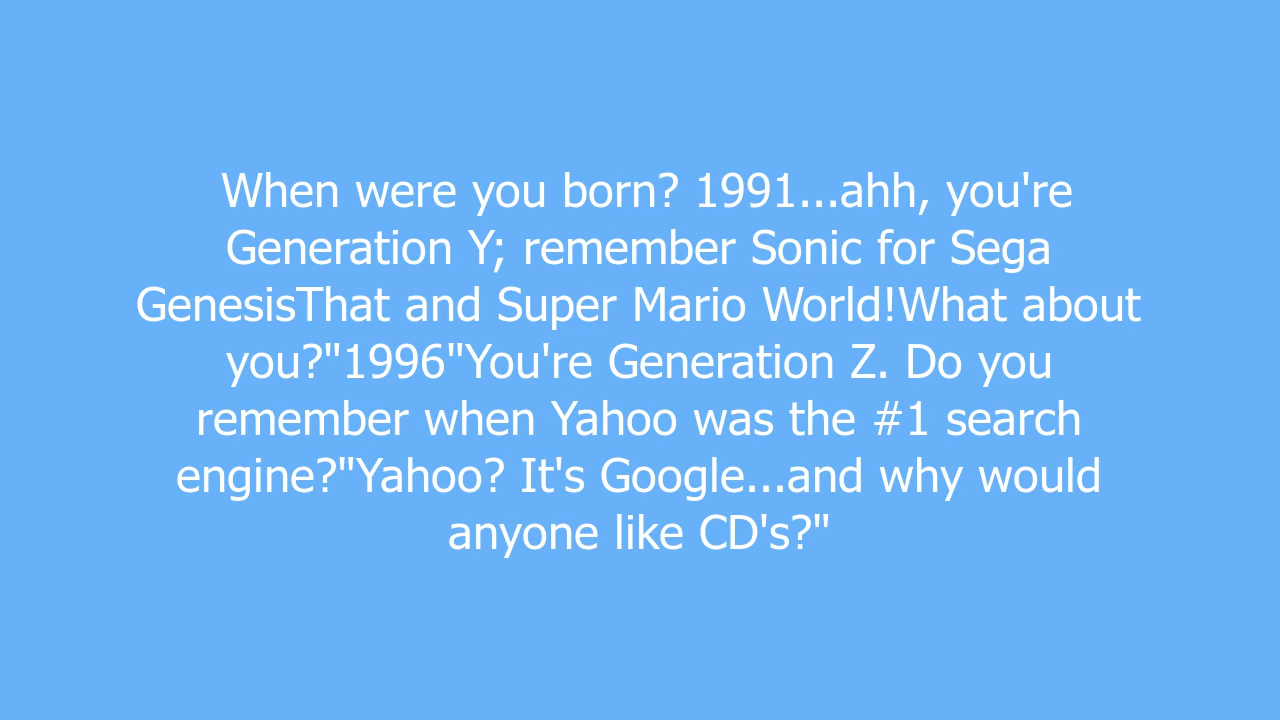 When were you born? 1991...ahh, you're
Generation Y; remember Sonic for Sega
GenesisThat and Super Mario World!What about
you?"1996"You're Generation Z. Do you
remember when Yahoo was the #1 search
engine?"Yahoo? It's Google...and why would
anyone like CD's?"